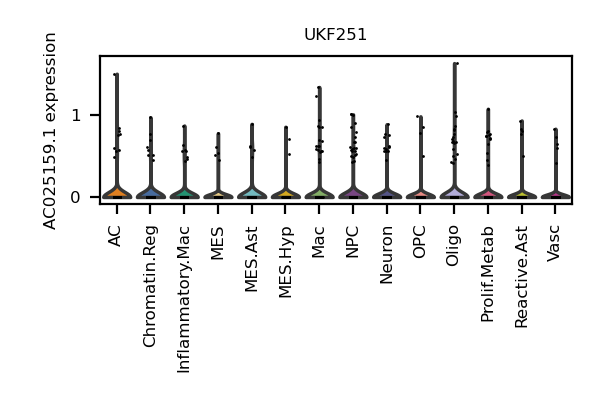 UKF251
AC025159.1 expression
1
0
AC
Chromatin.Reg
Inflammatory.Mac
MES
MES.Ast
MES.Hyp
Mac
NPC
Neuron
OPC
Oligo
Prolif.Metab
Reactive.Ast
Vasc